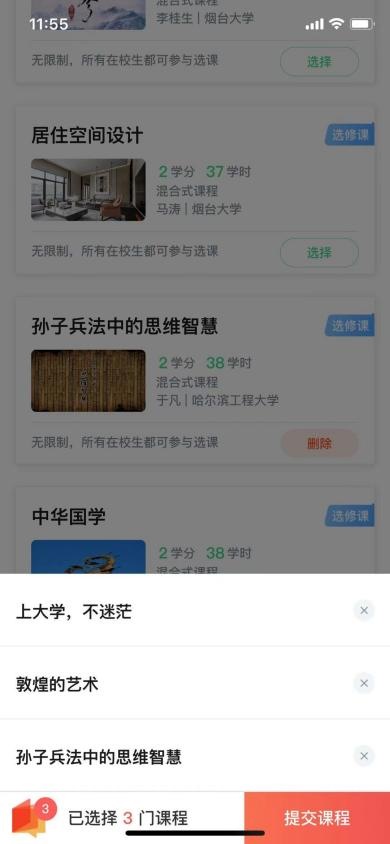 11:55
混合式课程
李桂生 | 烟台大学
无限制，所有在校生都可参与选课
选择
居住空间设计
选修课
2学分 37学时
混合式课程
马涛 | 烟台大学
无限制，所有在校生都可参与选课
选择
孙子兵法中的思维智慧
选修课
2学分 38学时
混合式课程
于凡 | 哈尔滨工程大学
无限制，所有在校生都可参与选课
删除
中华国学
选修课
2学分 38学时
混合式课程
上大学，不迷茫
敦煌的艺术
孙子兵法中的思维智慧
3
已选择 3 门课程
提交课程